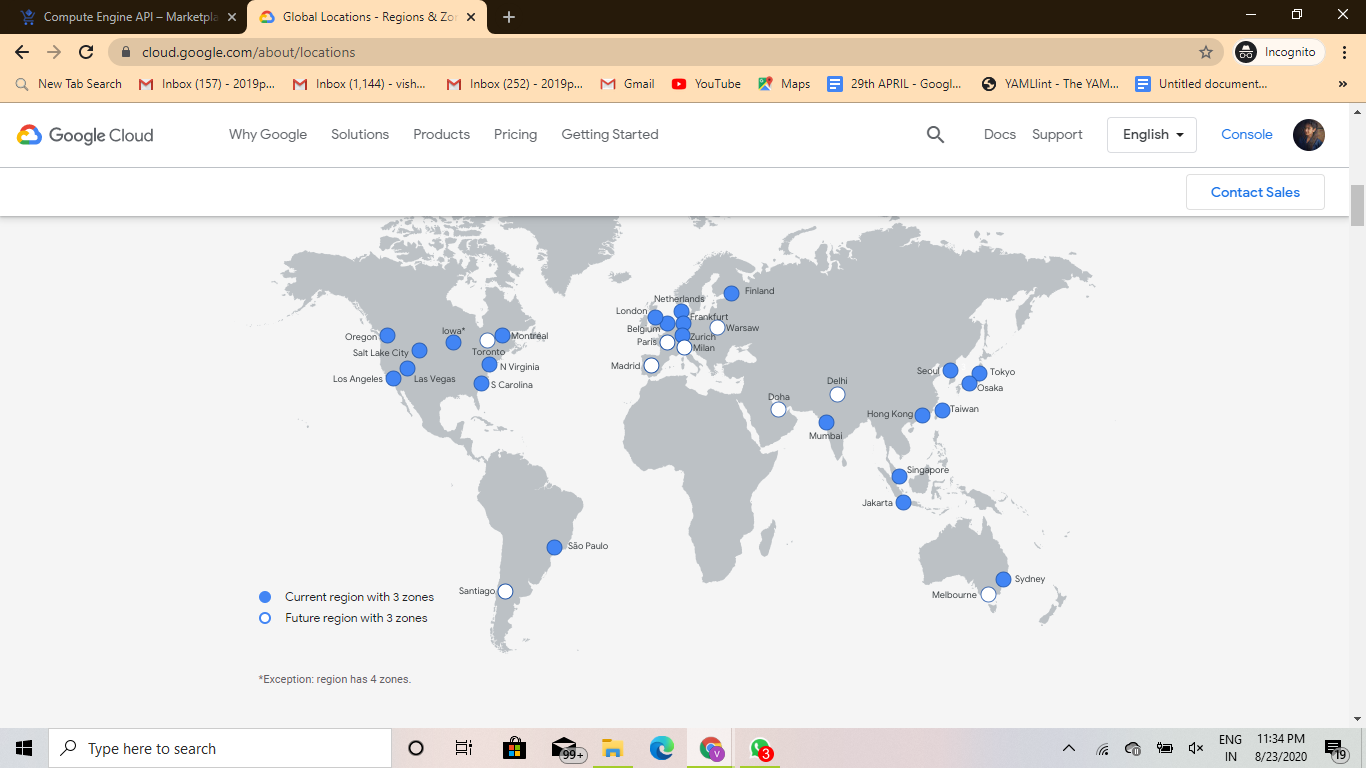 Compute Engine API – Marketpla
Global Locations - Regions & Zo
cloud.google.com/about/locations
Incognito
New Tab Search
Inbox (157) - 2019p...
Inbox (1,144) - vish...
Inbox (252) - 2019p...
Gmail
YouTube
Maps
29th APRIL - Googl...
YAMLlint - The YAM...
Untitled document...
Google Cloud
Why Google
Solutions
Products
Pricing
Getting Started
Docs
Support
English
Console
Contact Sales
Finland
Netherlands
London
Frankfurt
Belgium
Warsaw
Zurich
Paris
Milan
Madrid
Oregon
Iowa*
Montréal
Toronto
Salt Lake City
N Virginia
Los Angeles
Las Vegas
S Carolina
Seoul
Tokyo
Osaka
Delhi
Doha
Hong Kong
Taiwan
Mumbai
Singapore
Jakarta
São Paulo
Sydney
Santiago
Melbourne
Current region with 3 zones
Future region with 3 zones
*Exception: region has 4 zones.
Type here to search
99+
V
3
ENG
IN
11:34 PM
8/23/2020
19